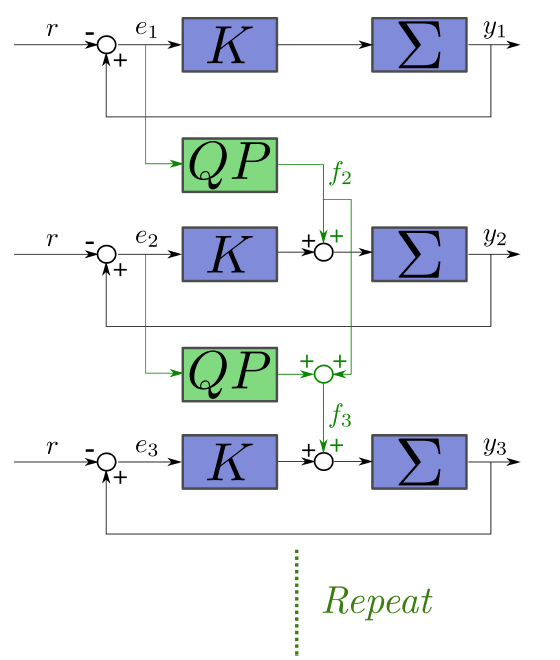 r - + e₁ K Σ y₁
QP f₂
r - + e₂ K + + Σ y₂
QP + +
f₃
r - + e₃ K + + Σ y₃
Repeat